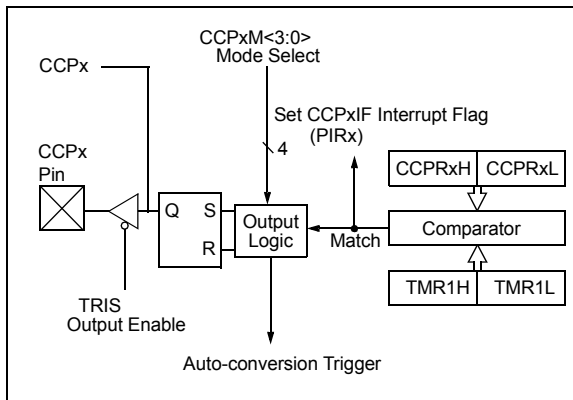 CCPxM<3:0>
Mode Select
CCPx
Set CCPxIF Interrupt Flag
(PIRx)
4
CCPx
Pin
CCPRxH CCPRxL
Q S
R
Output
Logic
Match
Comparator
TMR1H TMR1L
TRIS
Output Enable
Auto-conversion Trigger